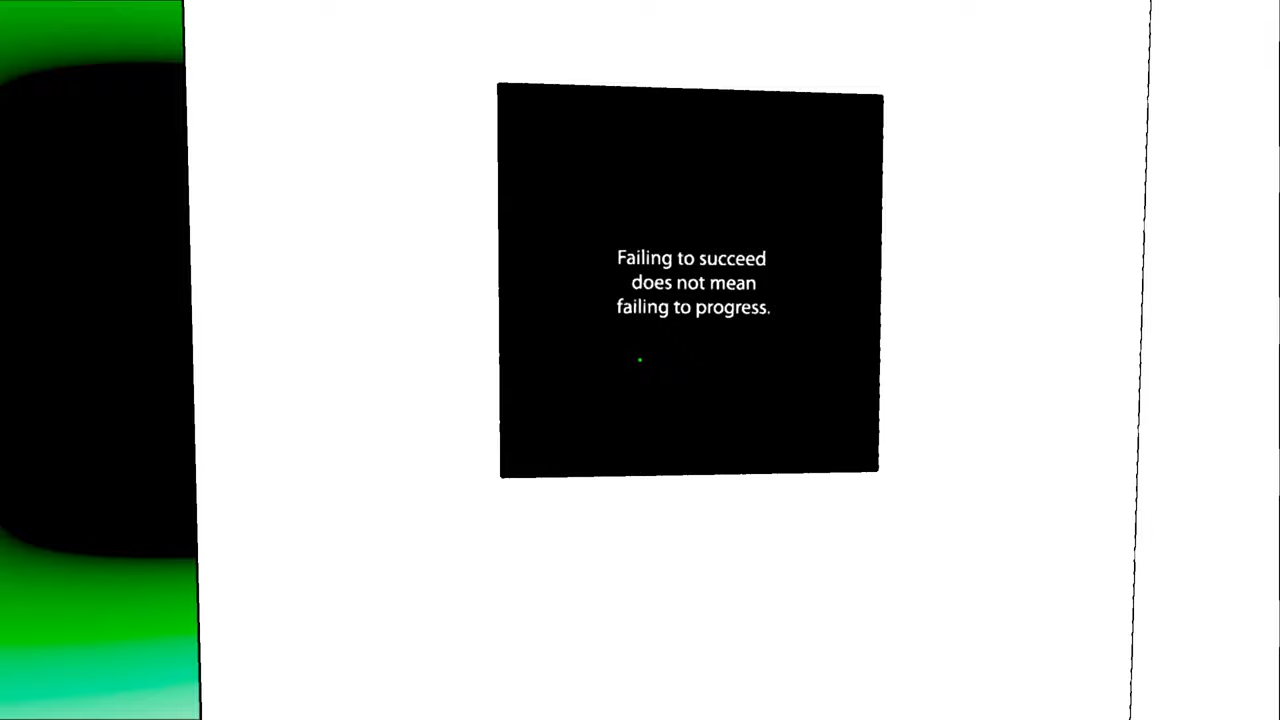 Failing to succeed
does not mean
failing to progress.